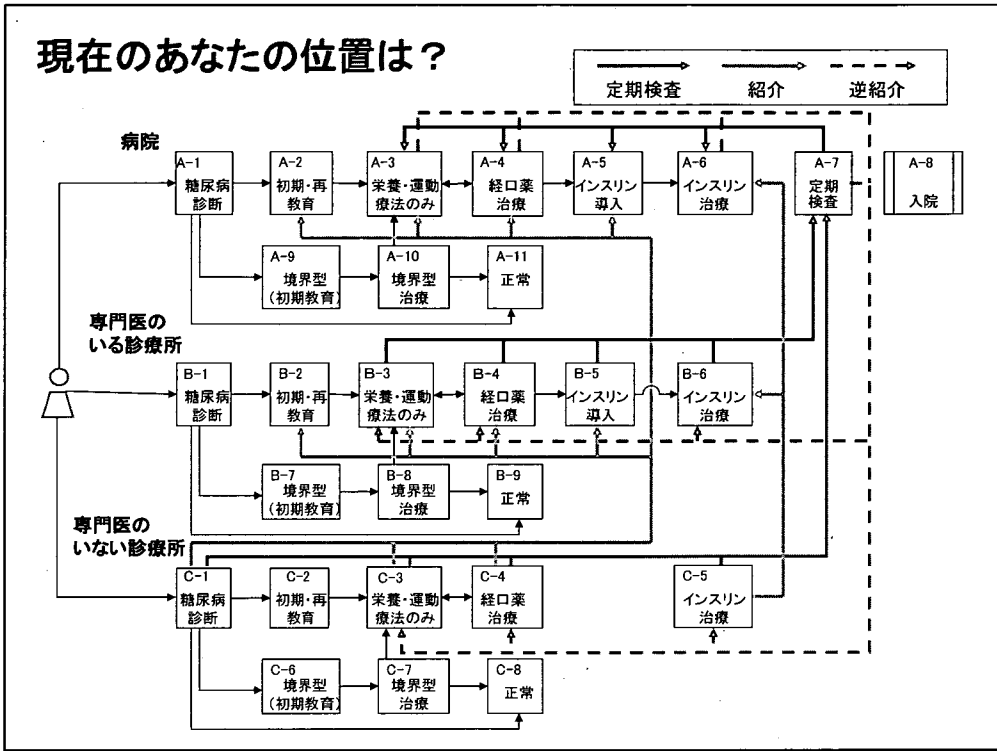 現在のあなたの位置は？
定期検査
紹介
逆紹介
病院
A-1
糖尿病
診断
A-2
初期・再
教育
A-3
栄養・運動
療法のみ
A-4
経口薬
治療
A-5
インスリン
導入
A-6
インスリン
治療
A-7
定期
検査
A-8
入院
A-9
境界型
(初期教育)
A-10
境界型
治療
A-11
正常
専門医の
いる診療所
B-1
糖尿病
診断
B-2
初期・再
教育
B-3
栄養・運動
療法のみ
B-4
経口薬
治療
B-5
インスリン
導入
B-6
インスリン
治療
B-7
境界型
(初期教育)
B-8
境界型
治療
B-9
正常
専門医の
いない診療所
C-1
糖尿病
診断
C-2
初期・再
教育
C-3
栄養・運動
療法のみ
C-4
経口薬
治療
C-5
インスリン
治療
C-6
境界型
(初期教育)
C-7
境界型
治療
C-8
正常